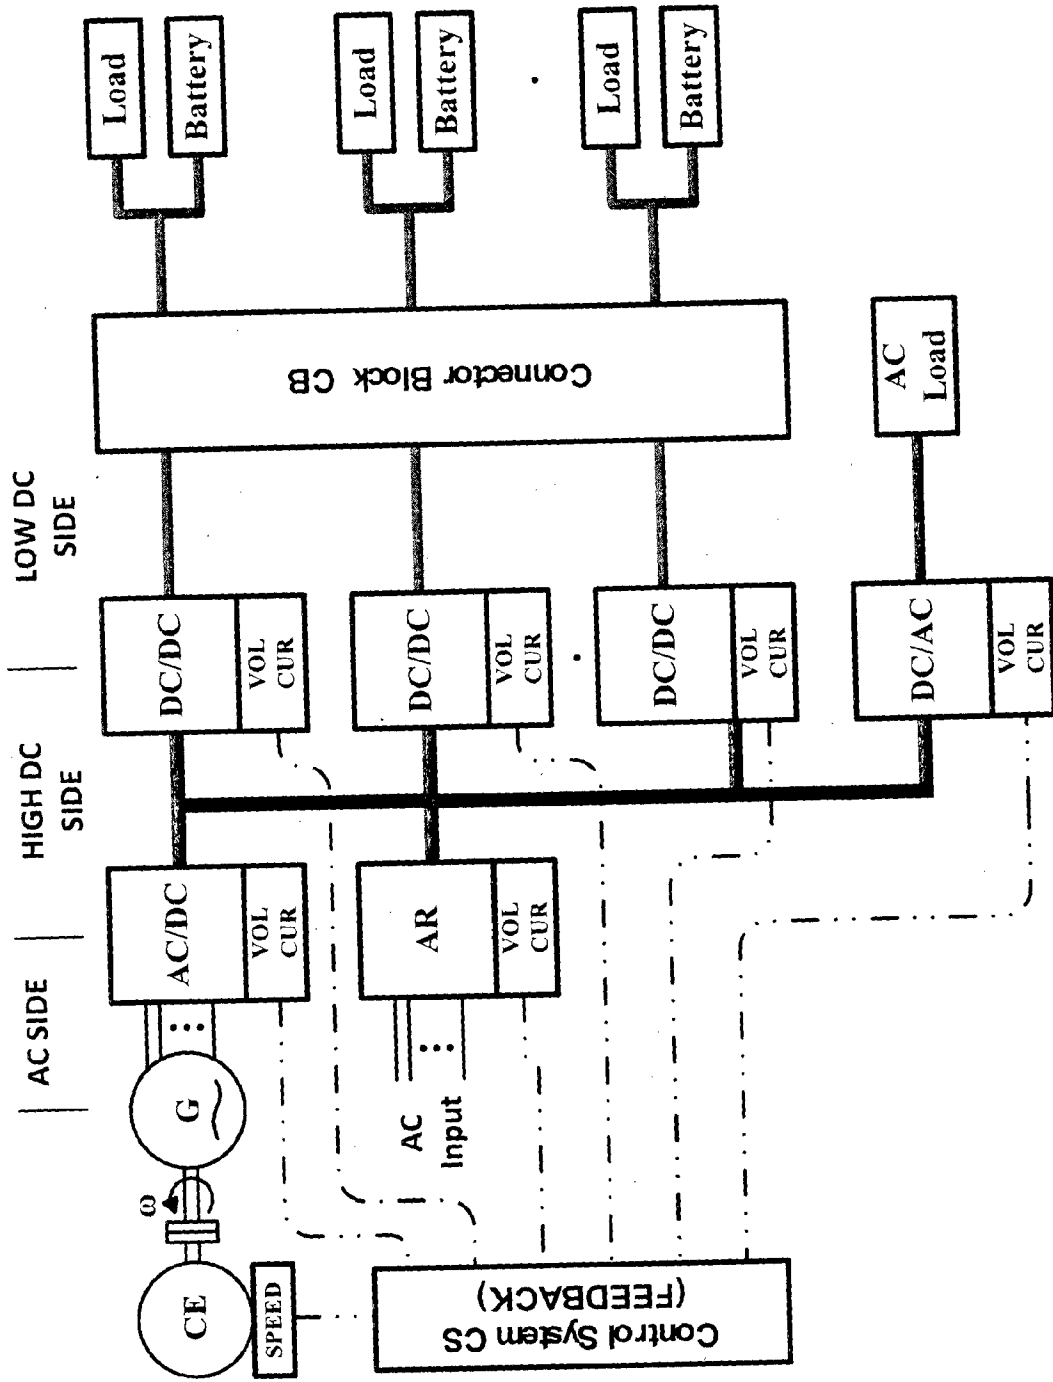 AC SIDE
HIGH DC
SIDE
LOW DC
SIDE
CE
SPEED
ω
G
AC/DC
VOL
CUR
DC/DC
VOL
CUR
Load
Battery
AC
Input
AR
VOL
CUR
DC/DC
VOL
CUR
Load
Battery
Connector Block CB
DC/DC
VOL
CUR
Load
Battery
Control System CS
(FEEDBACK)
DC/AC
VOL
CUR
AC
Load